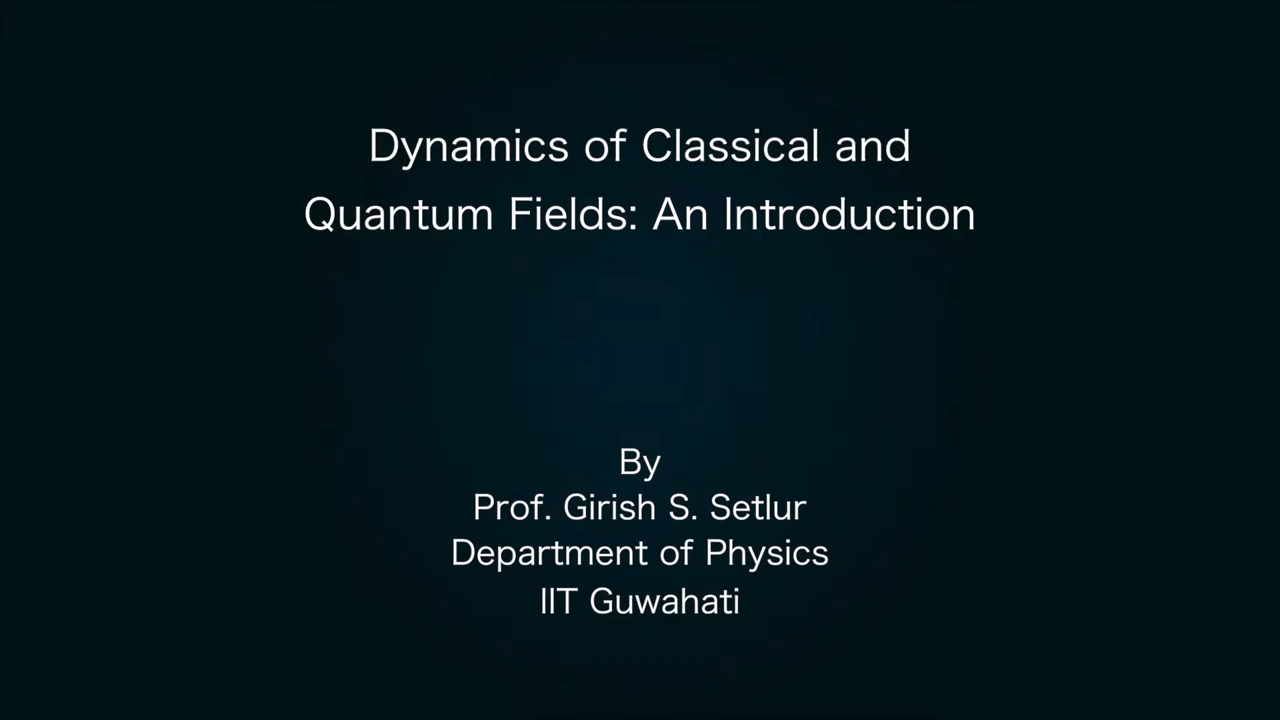 Dynamics of Classical and
Quantum Fields: An Introduction
By
Prof. Girish S. Setlur
Department of Physics
IIT Guwahati